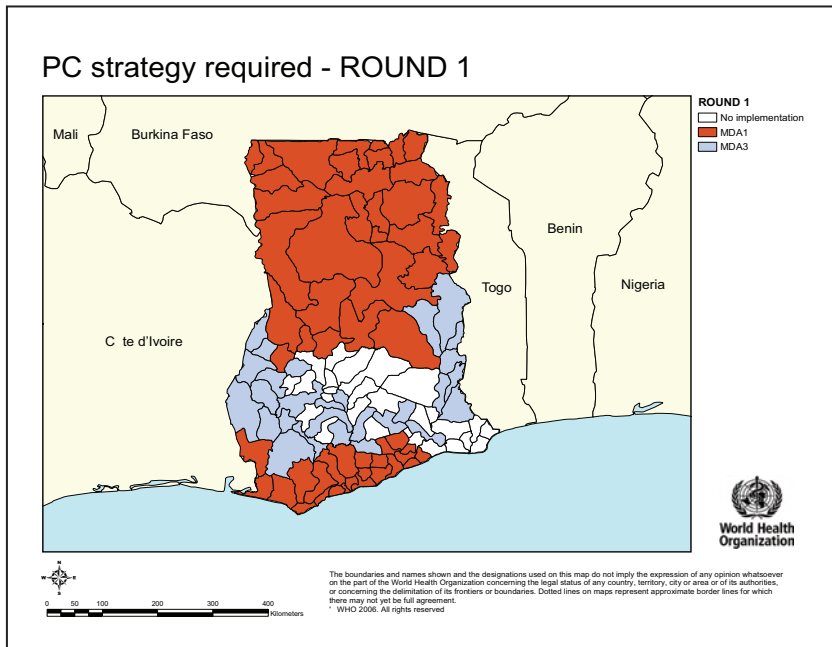 PC strategy required - ROUND 1
ROUND 1
No implementation
MDA1
MDA3
Mali
Burkina Faso
Benin
Togo
Nigeria
C te d'Ivoire
World Health
Organization
N
W E
S
0 50 100 200 300 400
Kilometers
The boundaries and names shown and the designations used on this map do not imply the expression of any opinion whatsoever
on the part of the World Health Organization concerning the legal status of any country, territory, city or area or of its authorities,
or concerning the delimitation of its frontiers or boundaries. Dotted lines on maps represent approximate border lines for which
there may not yet be full agreement.
' WHO 2006. All rights reserved